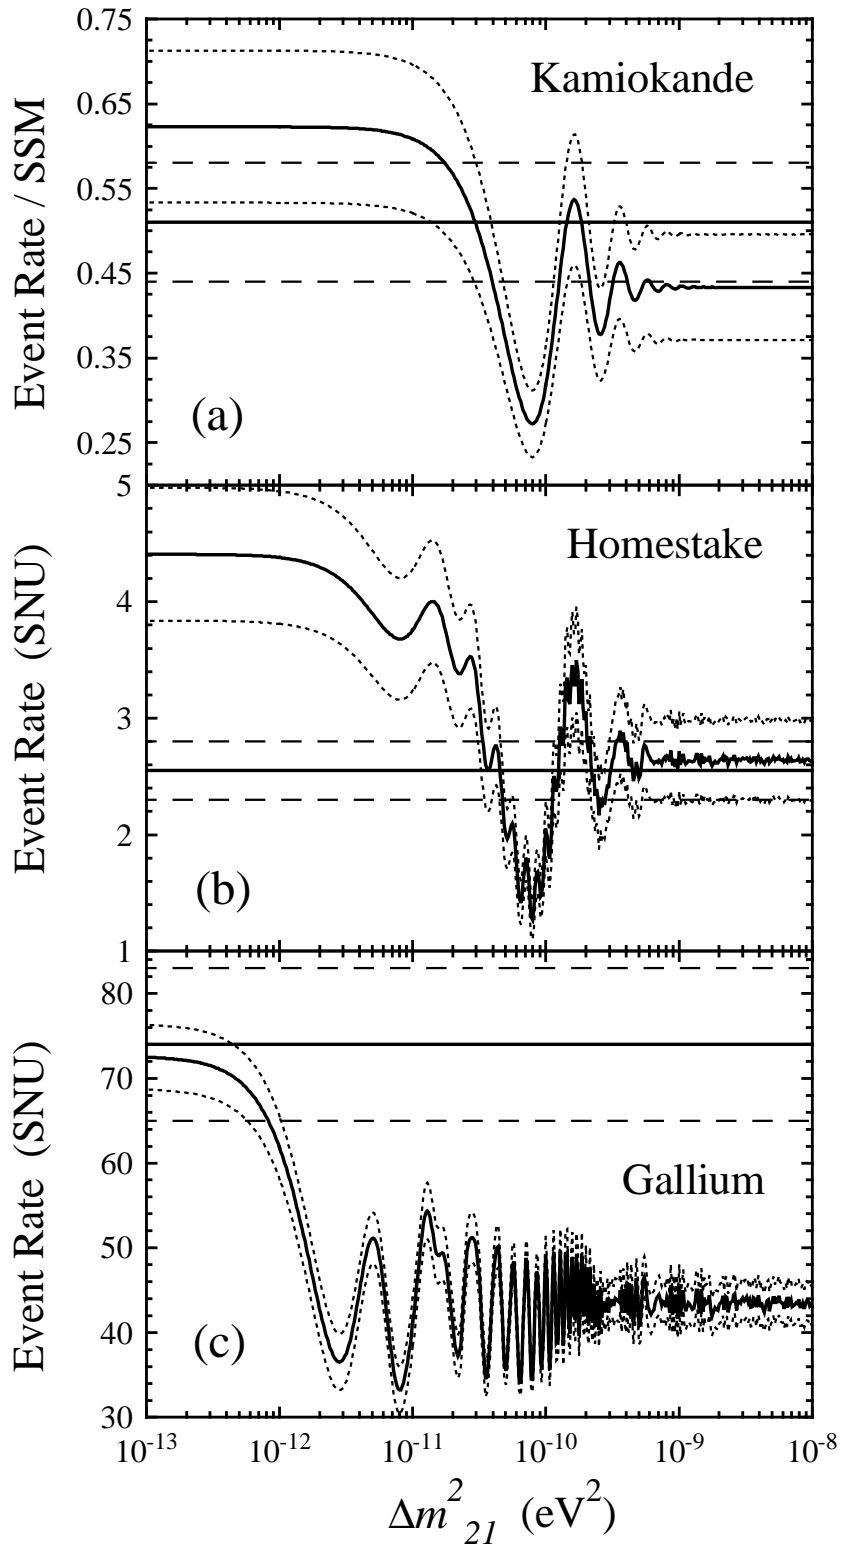 0.75
Kamiokande
0.65
0.55
0.45
0.35
0.25
Event Rate / SSM
(a)
5
Homestake
4
3
2
1
Event Rate (SNU)
(b)
80
70
60
50
40
30
Gallium
Event Rate (SNU)
(c)
10⁻¹³ 10⁻¹² 10⁻¹¹ 10⁻¹⁰ 10⁻⁹ 10⁻⁸
Δm²₂₁ (eV²)